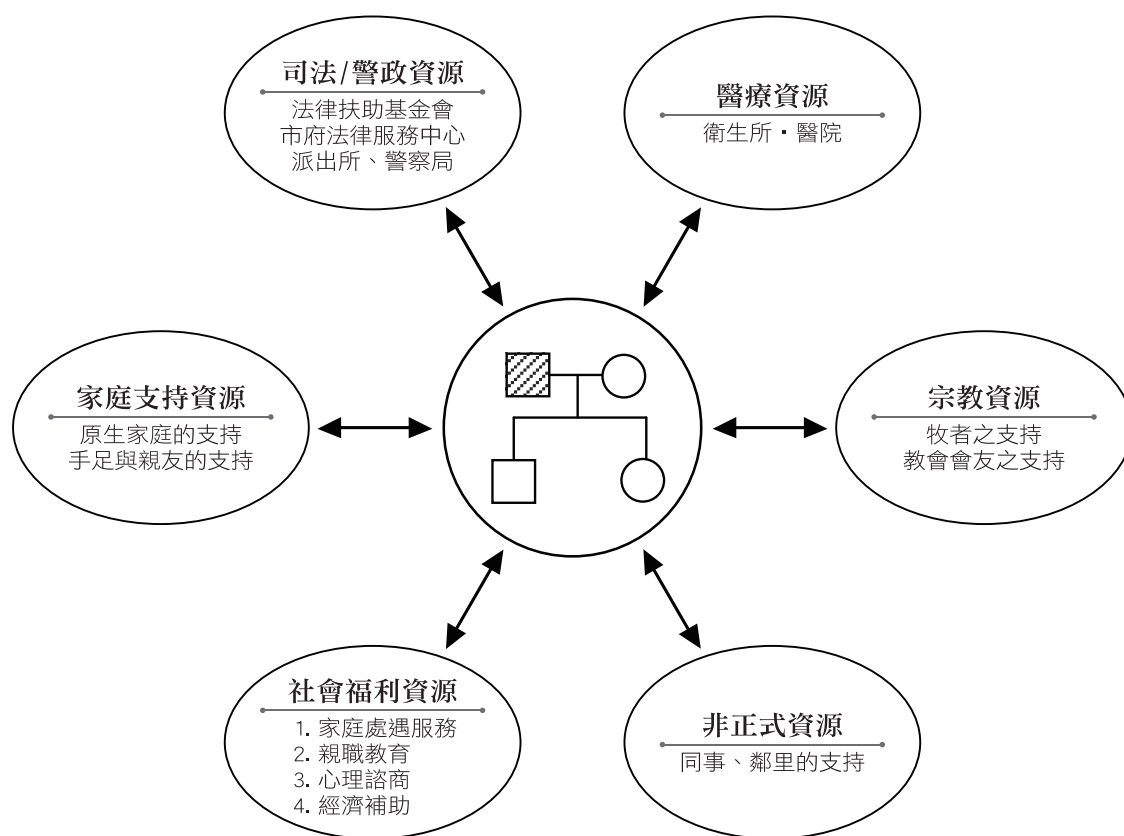 司法/警政資源
法律扶助基金會
市府法律服務中心
派出所、警察局
醫療資源
衛生所・醫院
家庭支持資源
原生家庭的支持
手足與親友的支持
宗教資源
牧者之支持
教會會友之支持
社會福利資源
1. 家庭處遇服務
2. 親職教育
3. 心理諮商
4. 經濟補助
非正式資源
同事、鄰里的支持